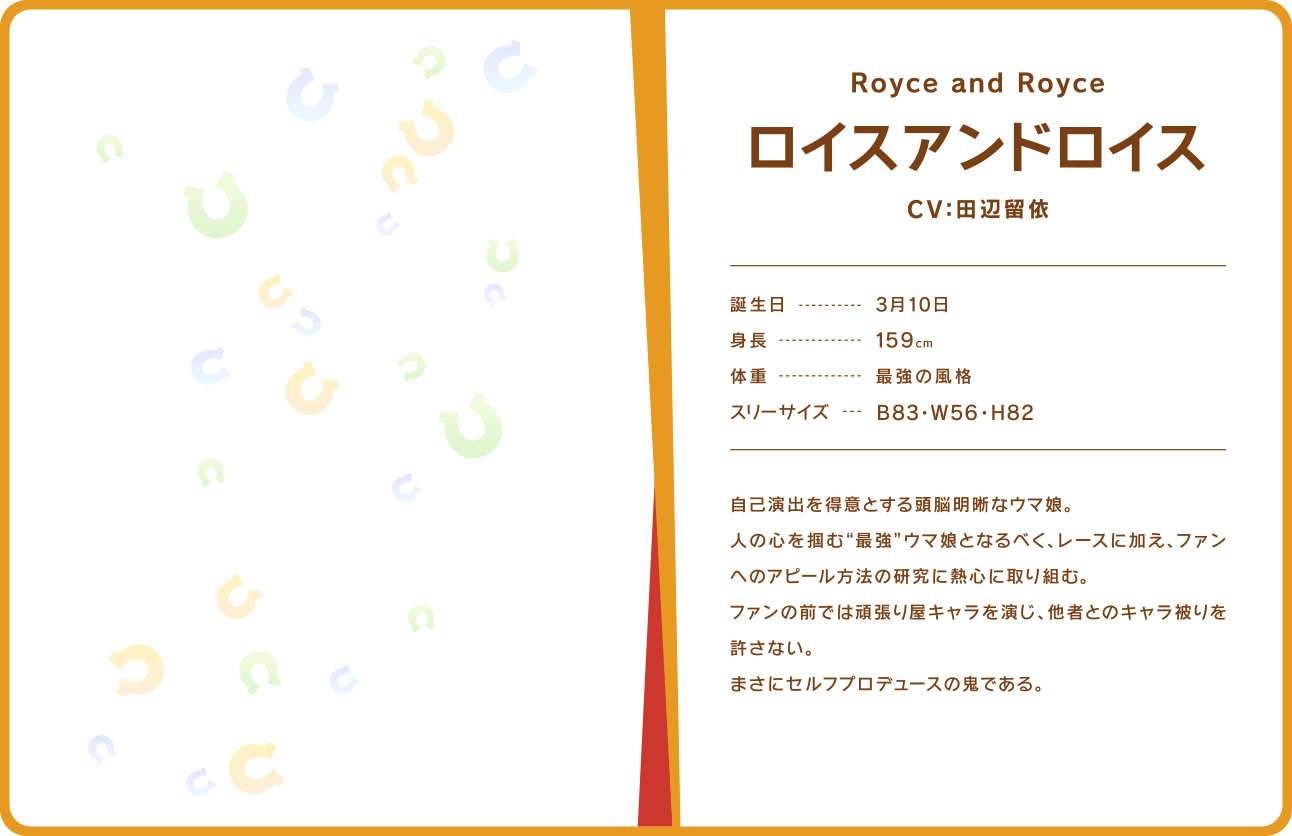 Royce and Royce
ロイスアンドロイス
CV:田辺留依
誕生日 ---------- 3月10日
身長 ------------- 159cm
体重 ------------- 最強の風格
スリーサイズ --- B83・W56・H82
自己演出を得意とする頭脳明晰なウマ娘。
人の心を掴む“最強”ウマ娘となるべく、レースに加え、ファン
へのアピール方法の研究に熱心に取り組む。
ファンの前では頑張り屋キャラを演じ、他者とのキャラ被りを
許さない。
まさにセルフプロデュースの鬼である。